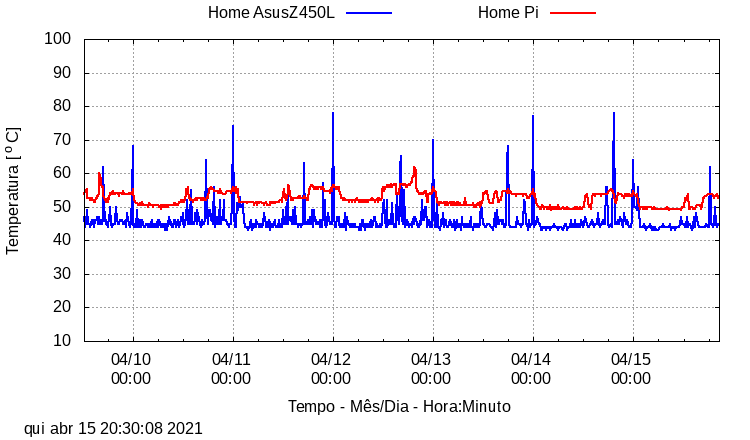 Home AsusZ450L
Home Pi
Temperatura [ º C]
100
90
80
70
60
50
40
30
20
10
04/10 04/11 04/12 04/13 04/14 04/15
00:00 00:00 00:00 00:00 00:00 00:00
Tempo - Mês/Dia - Hora:Minuto
qui abr 15 20:30:08 2021